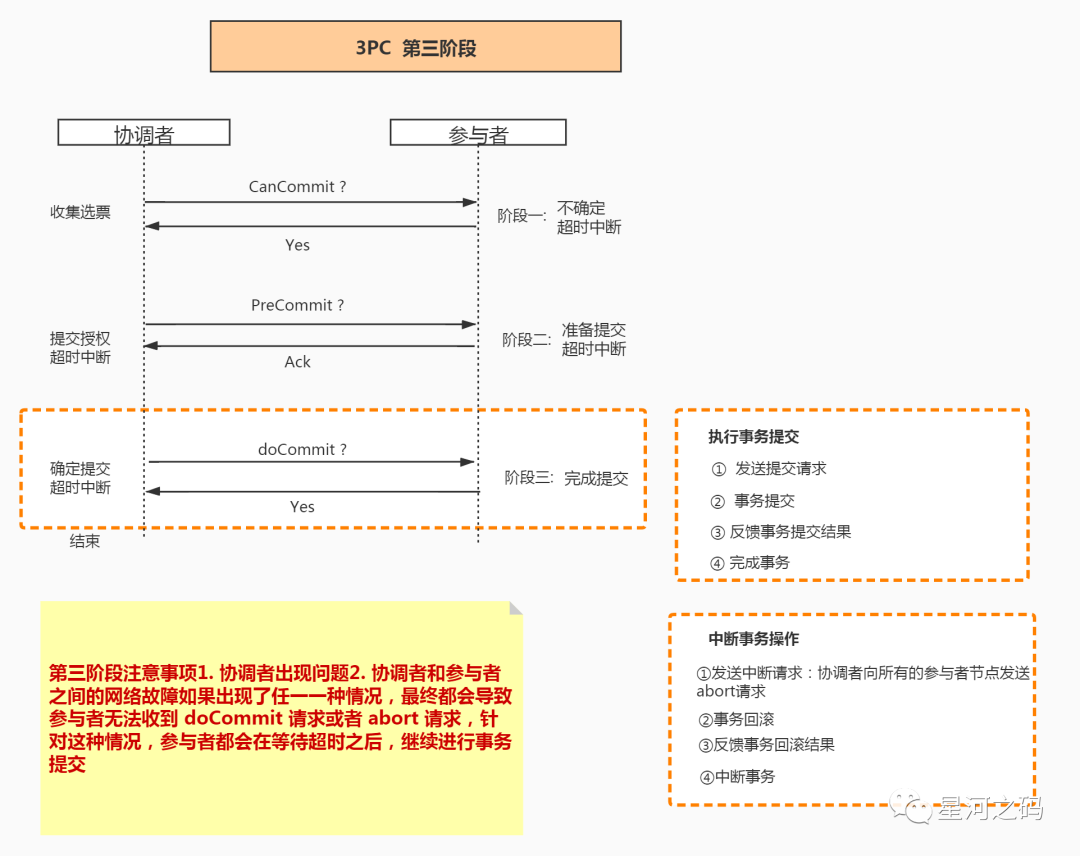 3PC 第三阶段
协调者
参与者
CanCommit ?
收集选票
阶段一:
不确定
超时中断
Yes
PreCommit ?
提交授权
超时中断
阶段二:
准备提交
超时中断
Ack
doCommit ?
确定提交
超时中断
阶段三:
完成提交
Yes
结束
执行事务提交
① 发送提交请求
② 事务提交
③ 反馈事务提交结果
④ 完成事务
第三阶段注意事项1. 协调者出现问题2. 协调者和参与者
之间的网络故障如果出现了任一一种情况，最终都会导致
参与者无法收到 doCommit 请求或者 abort 请求，针
对这种情况，参与者都会在等待超时之后，继续进行事务
提交
中断事务操作
①发送中断请求：协调者向所有的参与者节点发送
abort请求
②事务回滚
③反馈事务回滚结果
④中断事务
星河之码